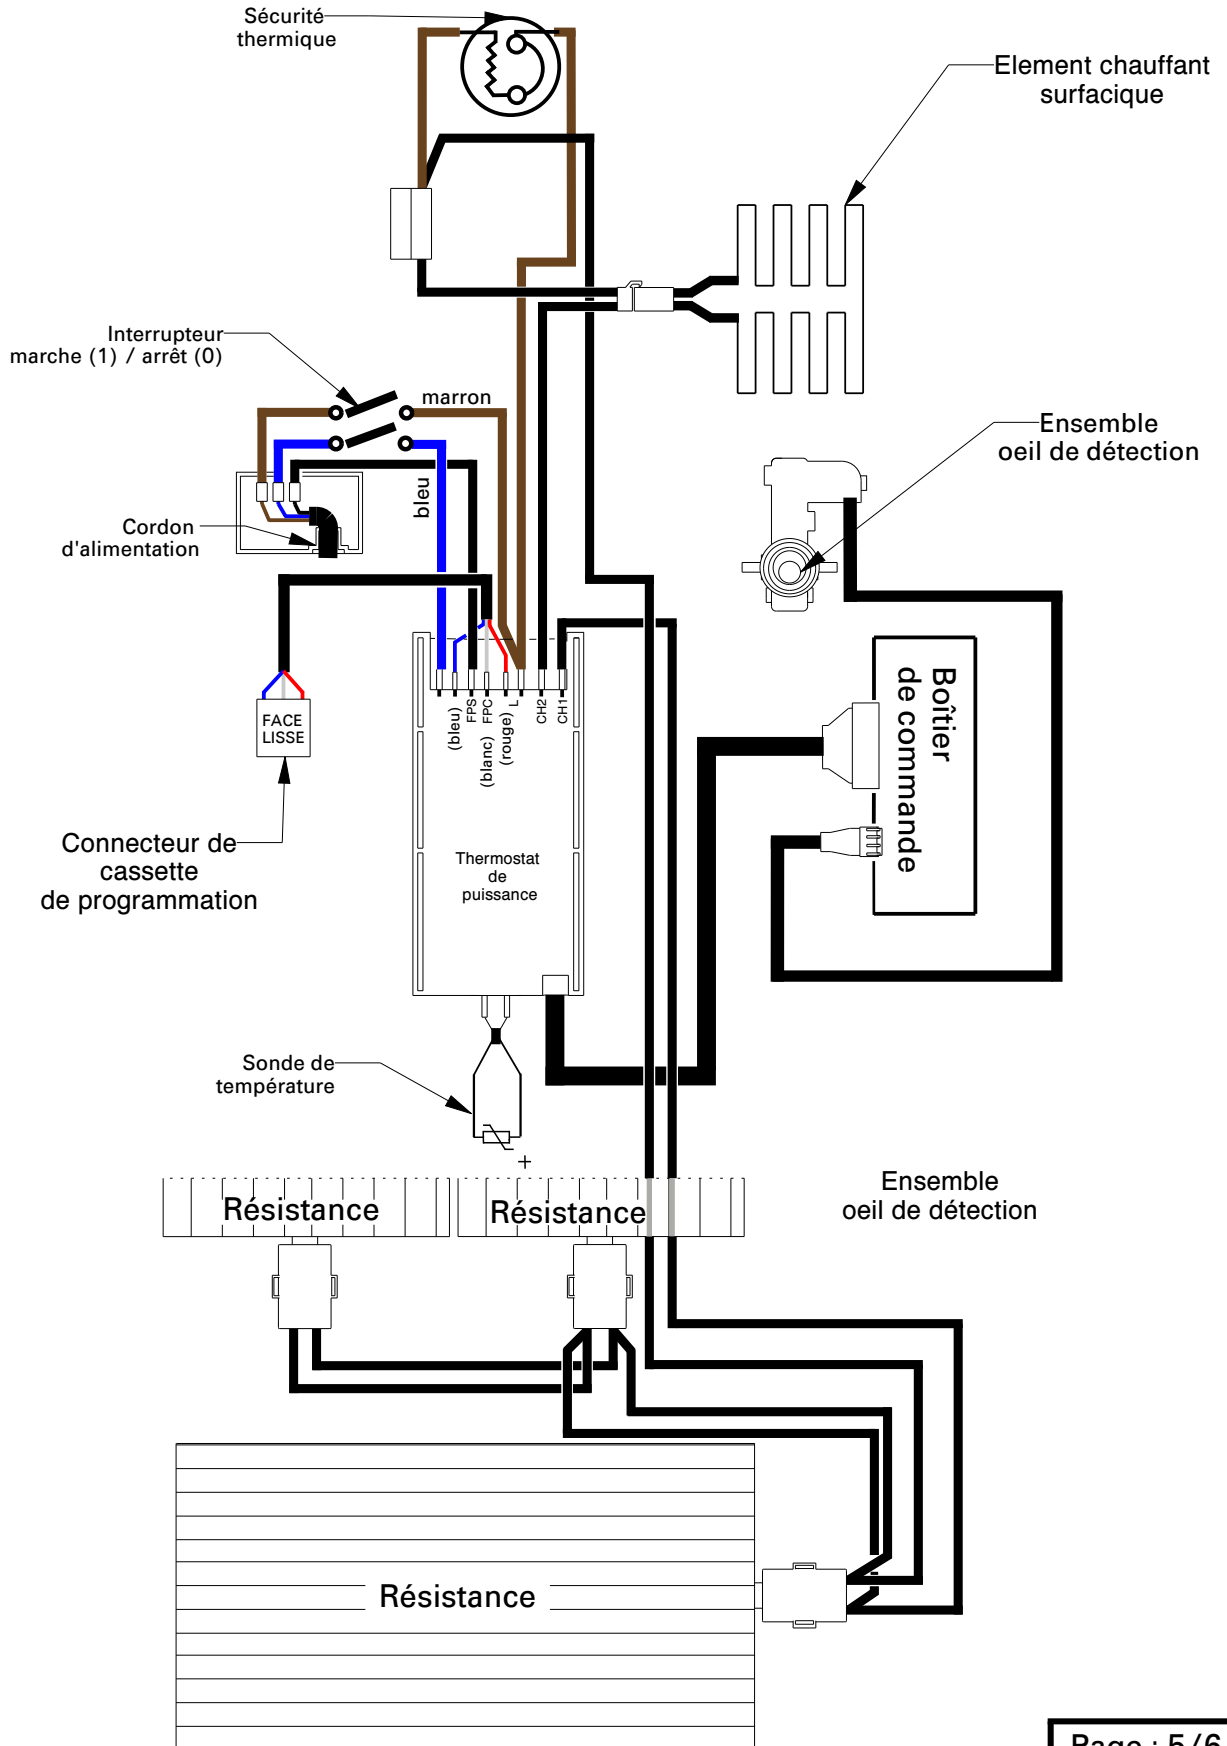 Sécurité
thermique
Element chauffant
surfacique
Interrupteur
marche (1) / arrêt (0)
marron
Ensemble
oeil de détection
bleu
Cordon
d'alimentation
FACE
LISSE
(bleu)
FPS
FPC
(blanc)
(rouge)
L
CH2
CH1
Boîtier
de commande
Connecteur de
cassette
de programmation
Thermostat
de
puissance
Sonde de
température
+
Résistance
Résistance
Ensemble
oeil de détection
Résistance
Page : 5/6